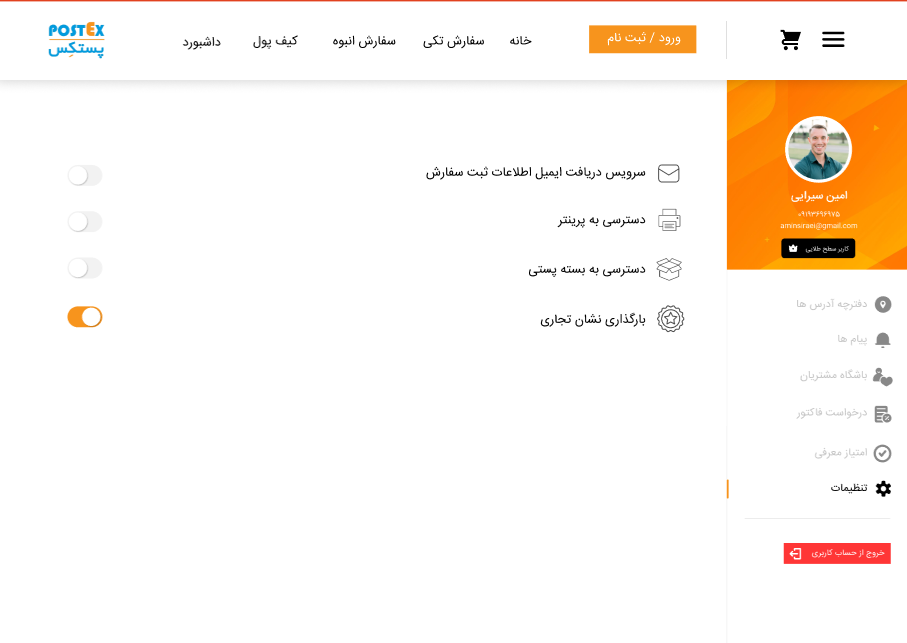 ورود / ثبت نام
خانه
سفارش تکی
سفارش انبوه
کیف پول
داشبورد
POSTEX
پستکس
امین سیرایی
۰۹۱۹۳۶۹۶۹۷۵
aminsiraei@gmail.com
کاربر سطح طلایی
دفترچه آدرس ها
پیام ها
باشگاه مشتریان
درخواست فاکتور
امتیاز معرفی
تنظیمات
خروج از حساب کاربری
سرویس دریافت ایمیل اطلاعات ثبت سفارش
دسترسی به پرینتر
دسترسی به بسته پستی
بارگذاری نشان تجاری